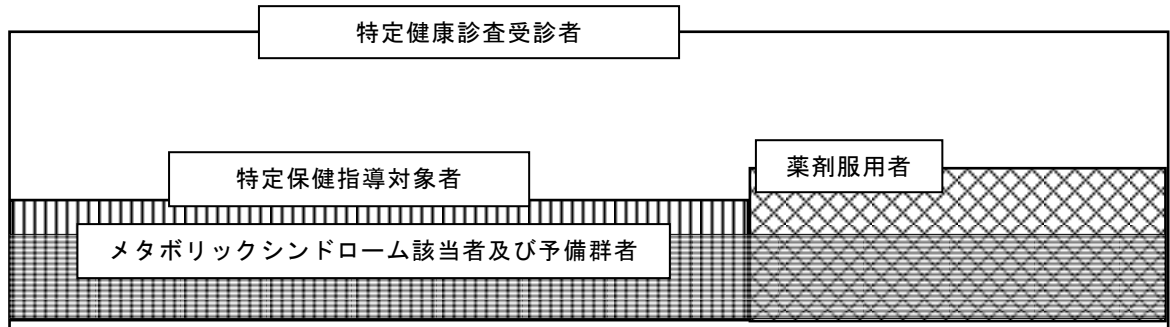 特定健康診査受診者
薬剤服用者
特定保健指導対象者
メタボリックシンドローム該当者及び予備群者